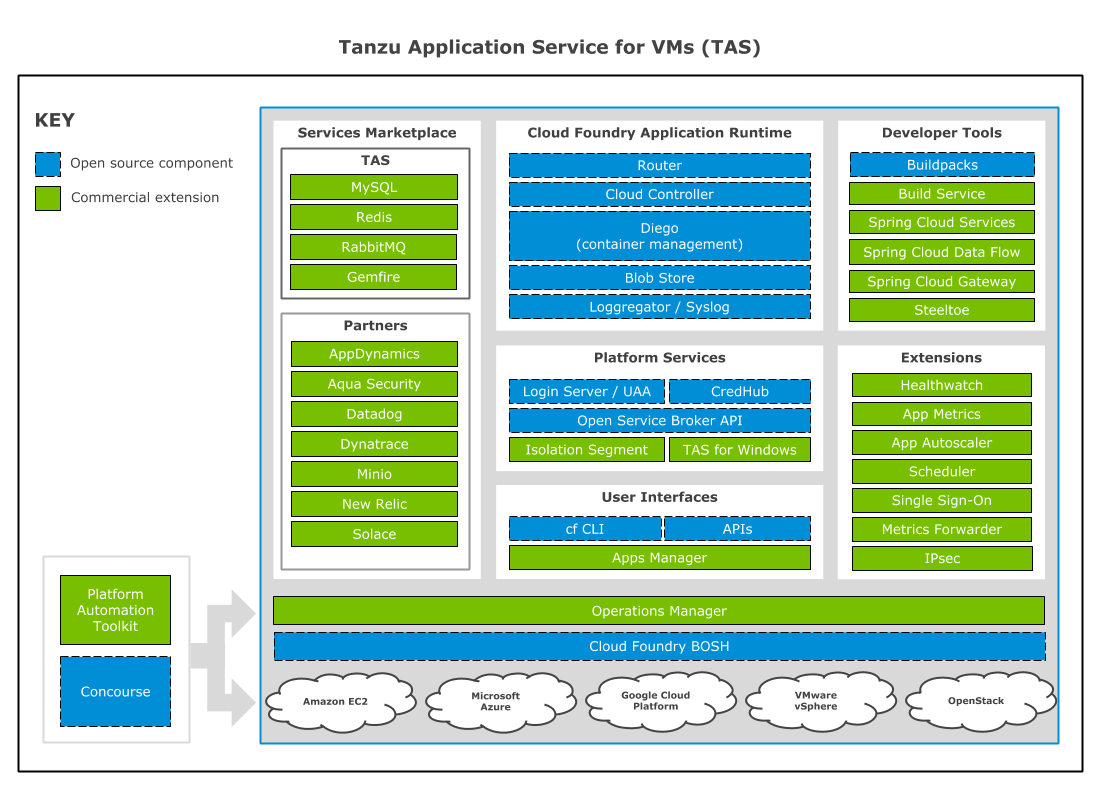 Tanzu Application Service for VMs (TAS)
KEY
Open source component
Commercial extension
Services Marketplace
TAS
MySQL
Redis
RabbitMQ
Gemfire
Partners
AppDynamics
Aqua Security
Datadog
Dynatrace
Minio
New Relic
Solace
Cloud Foundry Application Runtime
Router
Cloud Controller
Diego
(container management)
Blob Store
Loggregator / Syslog
Platform Services
Login Server / UAA
CredHub
Open Service Broker API
Isolation Segment
TAS for Windows
User Interfaces
cf CLI
APIs
Apps Manager
Developer Tools
Buildpacks
Build Service
Spring Cloud Services
Spring Cloud Data Flow
Spring Cloud Gateway
Steeltoe
Extensions
Healthwatch
App Metrics
App Autoscaler
Scheduler
Single Sign-On
Metrics Forwarder
IPsec
Platform
Automation
Toolkit
Concourse
Operations Manager
Cloud Foundry BOSH
Amazon EC2
Microsoft
Azure
Google Cloud
Platform
VMware
vSphere
OpenStack